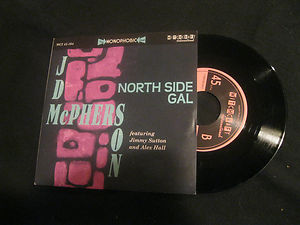 MONOPHONIC
JD
McPHERSON
NORTH SIDE
GAL
featuring
Jimmy Sutton
and Alex Hall
45
B